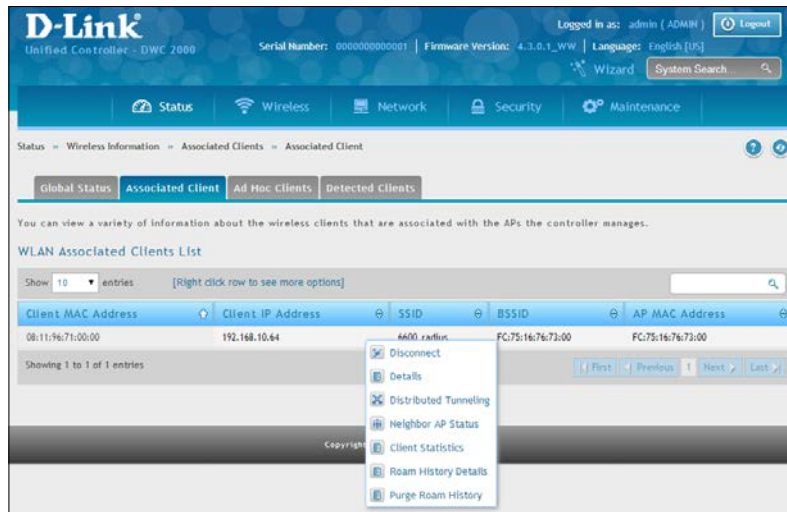 D-Link
Unified Controller - DWC 2000
Logged in as: admin ( ADMIN ) Logout
Serial Number: 0000000000001 | Firmware Version: 4.3.0.1_WW | Language: English [US]
Wizard System Search...
Status Wireless Network Security Maintenance
Status » Wireless Information » Associated Clients » Associated Client
Global Status Associated Client Ad Hoc Clients Detected Clients
You can view a variety of information about the wireless clients that are associated with the APs the controller manages.
WLAN Associated Clients List
Show 10 entries [Right click row to see more options]
Client MAC Address Client IP Address SSID BSSID AP MAC Address
08:11:96:71:00:00 192.168.10.64 6600_radius FC:75:16:76:73:00 FC:75:16:76:73:00
Showing 1 to 1 of 1 entries First Previous 1 Next Last
Disconnect
Details
Distributed Tunneling
Neighbor AP Status
Copyright
Client Statistics
Roam History Details
Purge Roam History